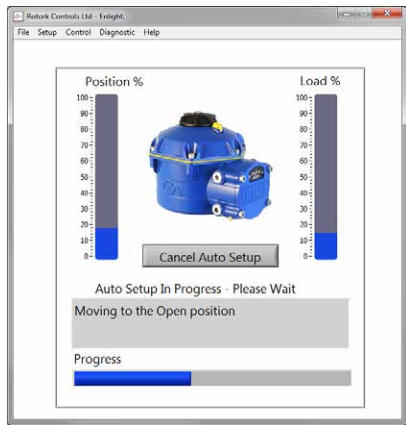 Rotork Controls Ltd - Enlight.
File Setup Control Diagnostic Help
Position % Load %
100 100
90 90
80 80
70 70
60 60
50 50
40 40
30 30
20 20
10 10
0 0
Cancel Auto Setup
Auto Setup In Progress - Please Wait
Moving to the Open position
Progress